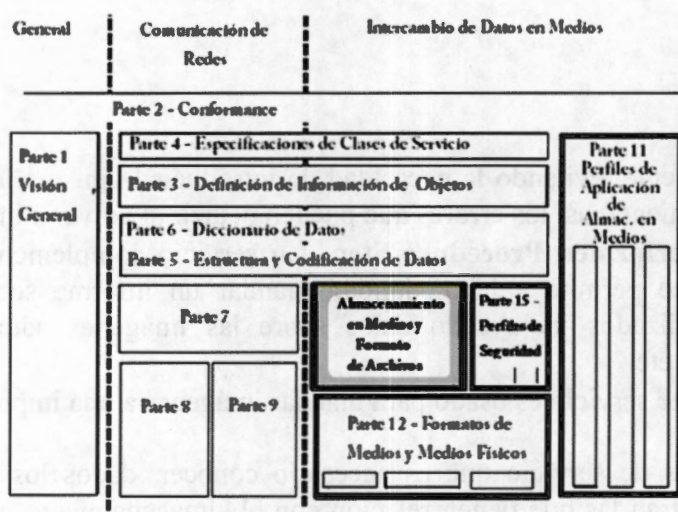 General
Comunicación de
Redes
Intercambio de Datos en Medios
Parte 2 - Conformance
Parte 1
Visión
General
Parte 4 - Especificaciones de Clases de Servicio
Parte 3 - Definición de Información de Objetos
Parte 6 - Diccionario de Datos
Parte 5 - Estructura y Codificación de Datos
Parte 7
Parte 8
Parte 9
Almacto
en Medios y
Formato
de Archivos
Parte 15 -
Perfiles de
Seguridad
Parte 12 - Formatos de
Medios y Medios Físicos
Parte 11
Perfiles de
Aplicación
de
Almac. en
Medios